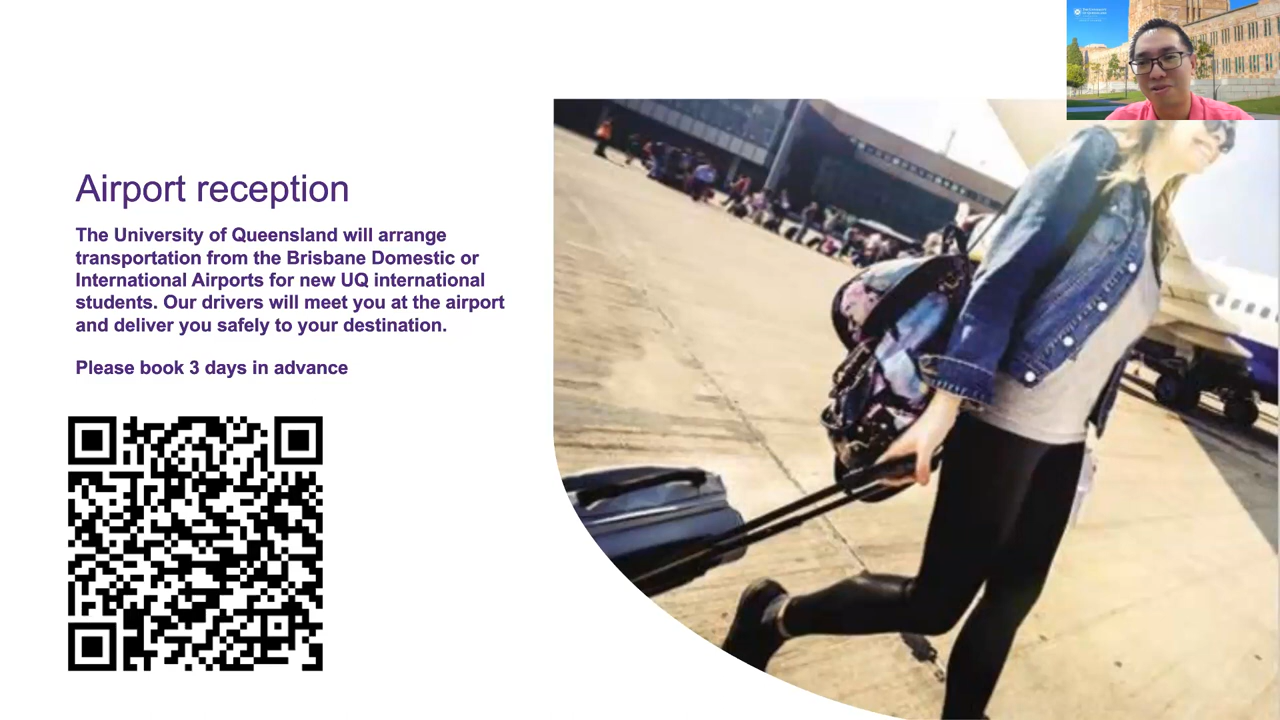 Airport reception
The University of Queensland will arrange
transportation from the Brisbane Domestic or
International Airports for new UQ international
students. Our drivers will meet you at the airport
and deliver you safely to your destination.
Please book 3 days in advance